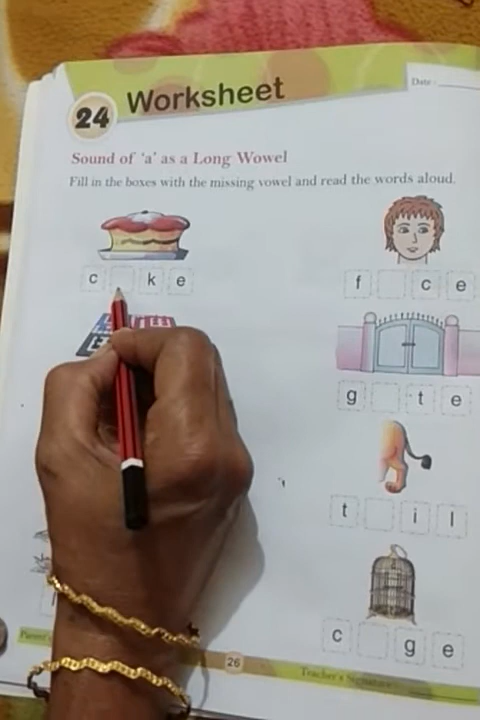 24 Worksheet
Date :
Sound of 'a' as a Long Wowel
Fill in the boxes with the missing vowel and read the words aloud.
c k e
f c e
g t e
t i l
c g e
26
Teacher's Signature